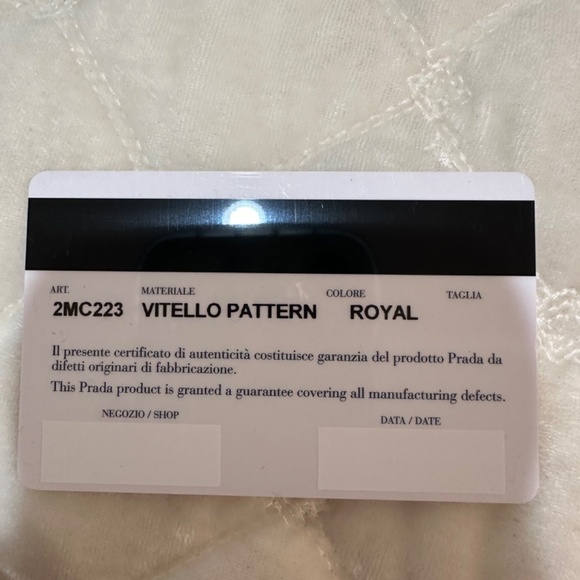 ART. MATERIALE COLORE TAGLIA
2MC223 VITELLO PATTERN ROYAL
Il presente certificato di autenticità costituisce garanzia del prodotto Prada da
difetti originari di fabbricazione.
This Prada product is granted a guarantee covering all manufacturing defects.
NEGOZIO / SHOP DATA / DATE